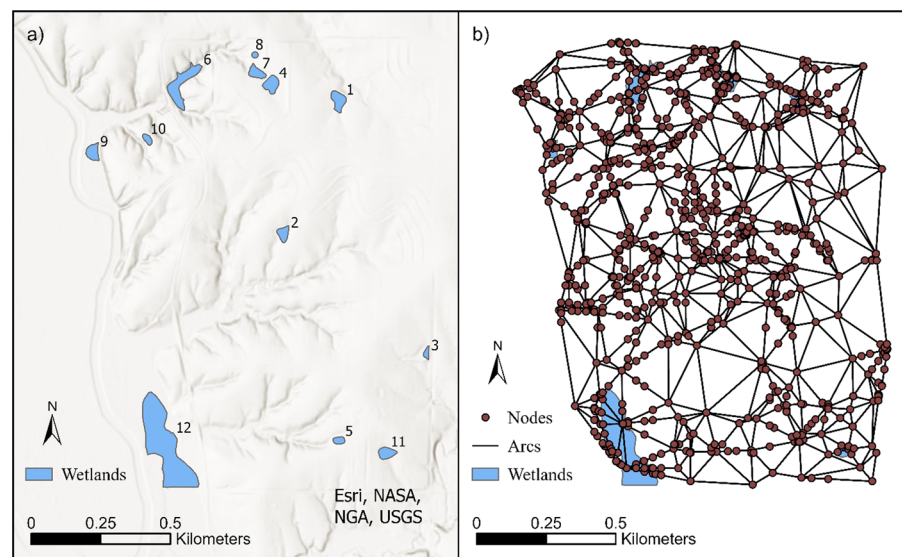 a)
8
6
7
4
1
10
9
2
3
12
5
11
N
Wetlands
Esri, NASA,
NGA, USGS
0 0.25 0.5
Kilometers
b)
N
Nodes
Arcs
Wetlands
0 0.25 0.5
Kilometers